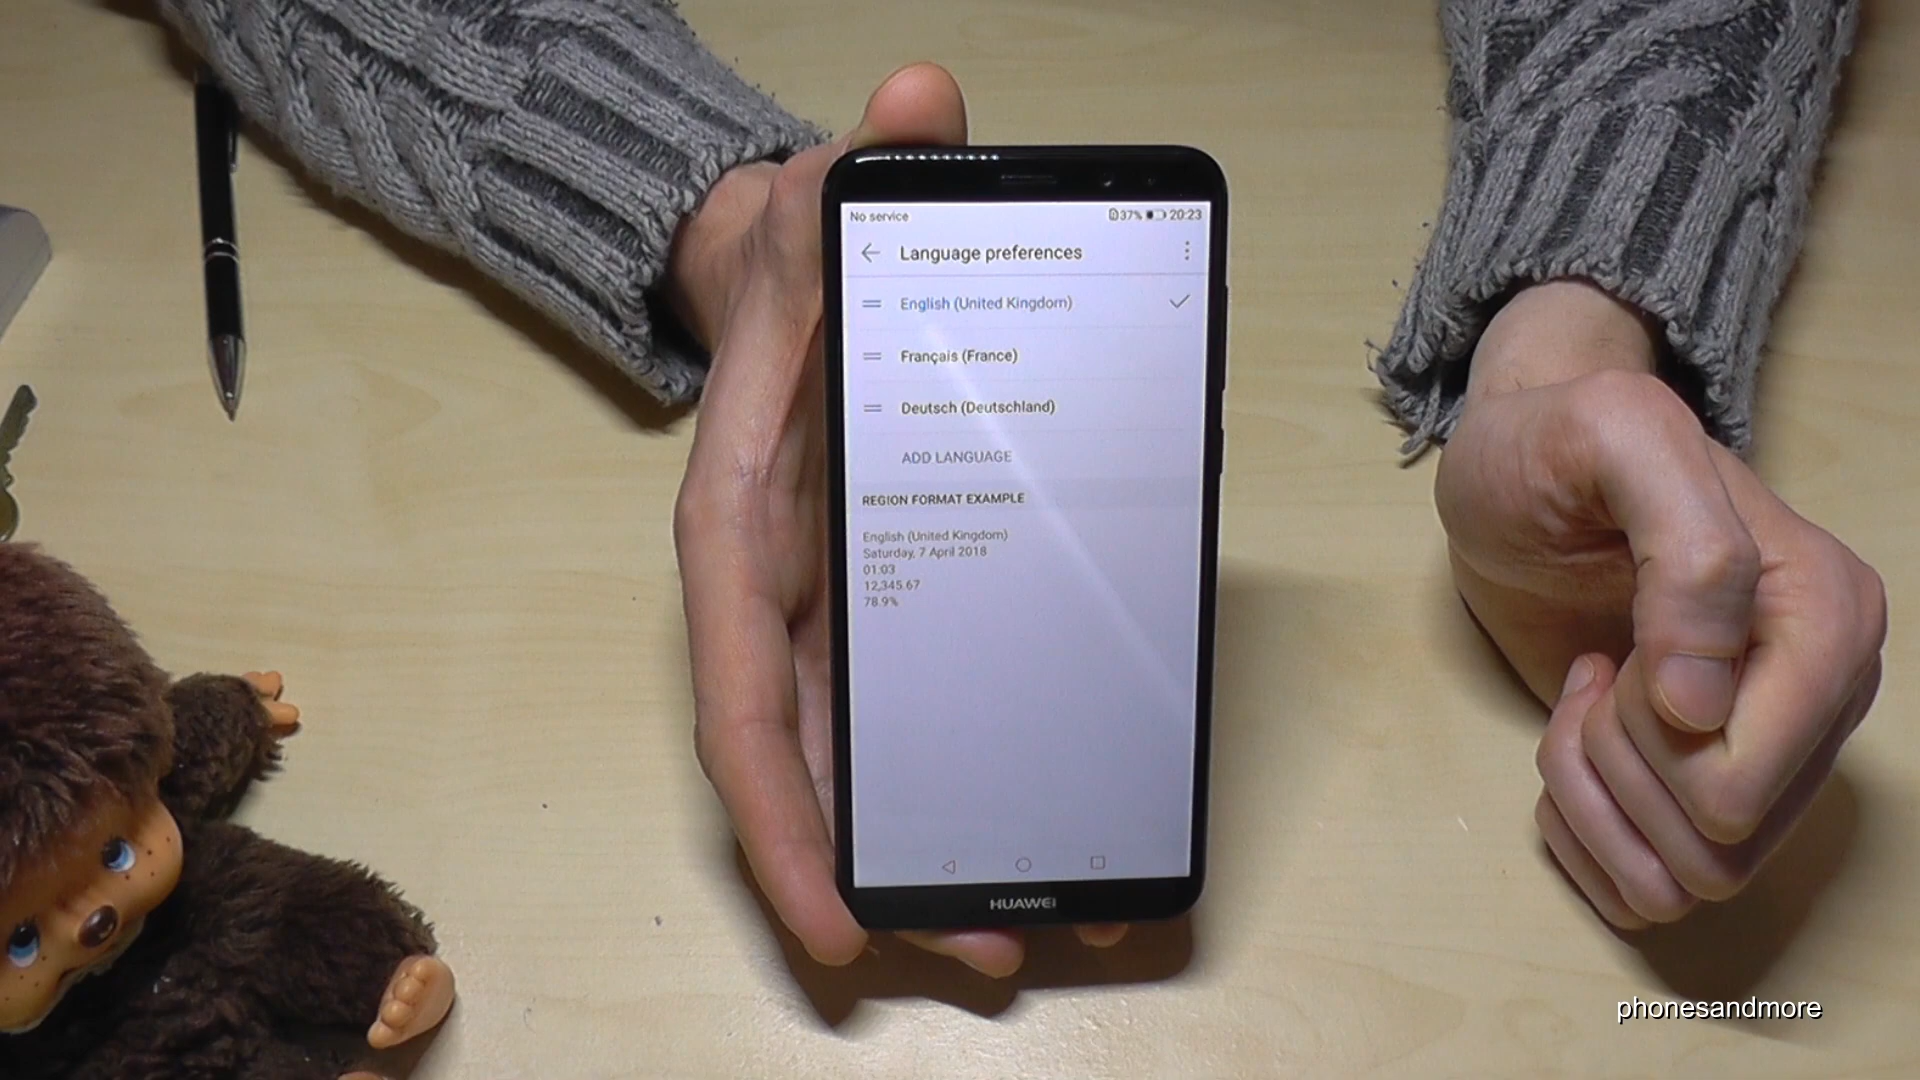 No service 37% 20:23
Language preferences
English (United Kingdom)
Français (France)
Deutsch (Deutschland)
ADD LANGUAGE
REGION FORMAT EXAMPLE
English (United Kingdom)
Saturday, 7 April 2018
01:03
12,345.67
78.9%
HUAWEI
phonesandmore